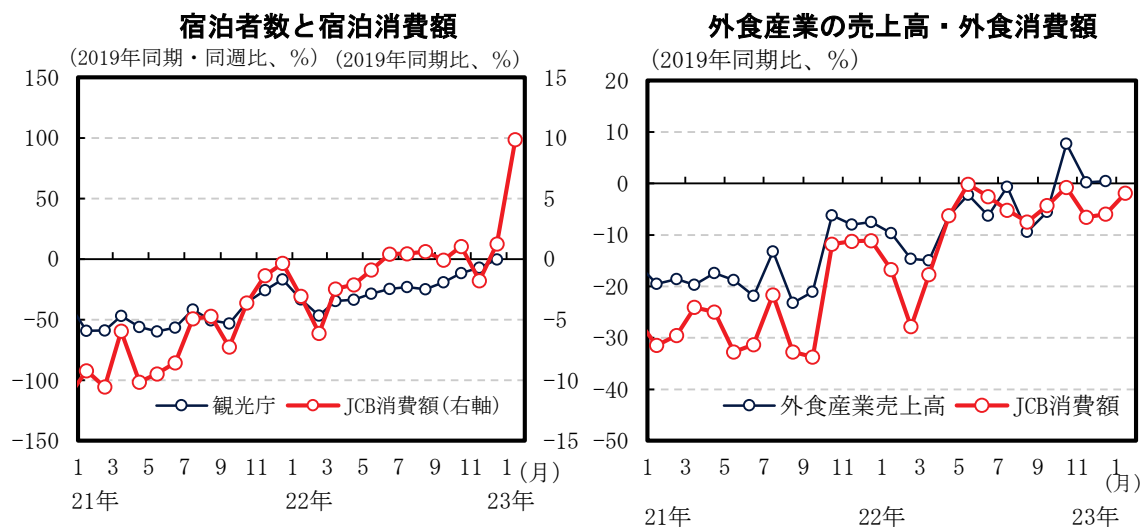 宿泊者数と宿泊消費額
(2019年同期・同週比、%) (2019年同期比、%)
150 15
100 10
50 5
0 0
-50 -5
-100 -10
-150 -15
観光庁 JCB消費額(右軸)
1 3 5 7 9 11 1 3 5 7 9 11 1 (月)
21年 22年 23年
外食産業の売上高・外食消費額
(2019年同期比、%)
20
10
0
-10
-20
-30
-40
-50
外食産業売上高 JCB消費額
1 3 5 7 9 11 1 3 5 7 9 11 1
(月)
21年 22年 23年